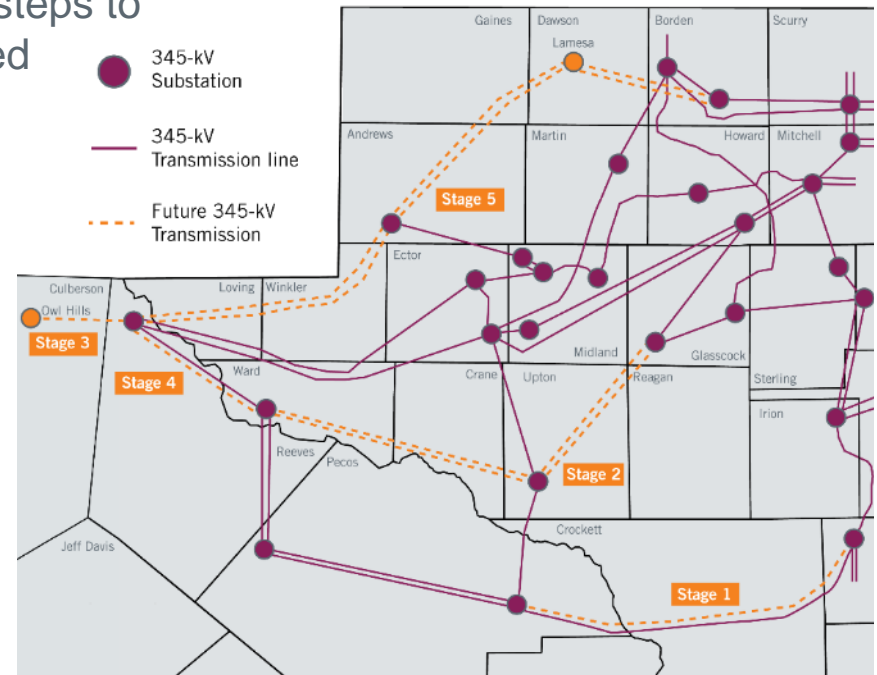 steps to
ed
345-kV
Substation
345-kV
Transmission line
Future 345-kV
Transmission
Gaines
Dawson
Borden
Scurry
Lamesa
Andrews
Martin
Howard
Mitchell
Stage 5
Ector
Culberson
Loving
Winkler
Owl Hills
Stage 3
Midland
Glasscock
Stage 4
Ward
Crane
Upton
Reagan
Sterling
Irion
Reeves
Pecos
Stage 2
Crockett
Jeff Davis
Stage 1